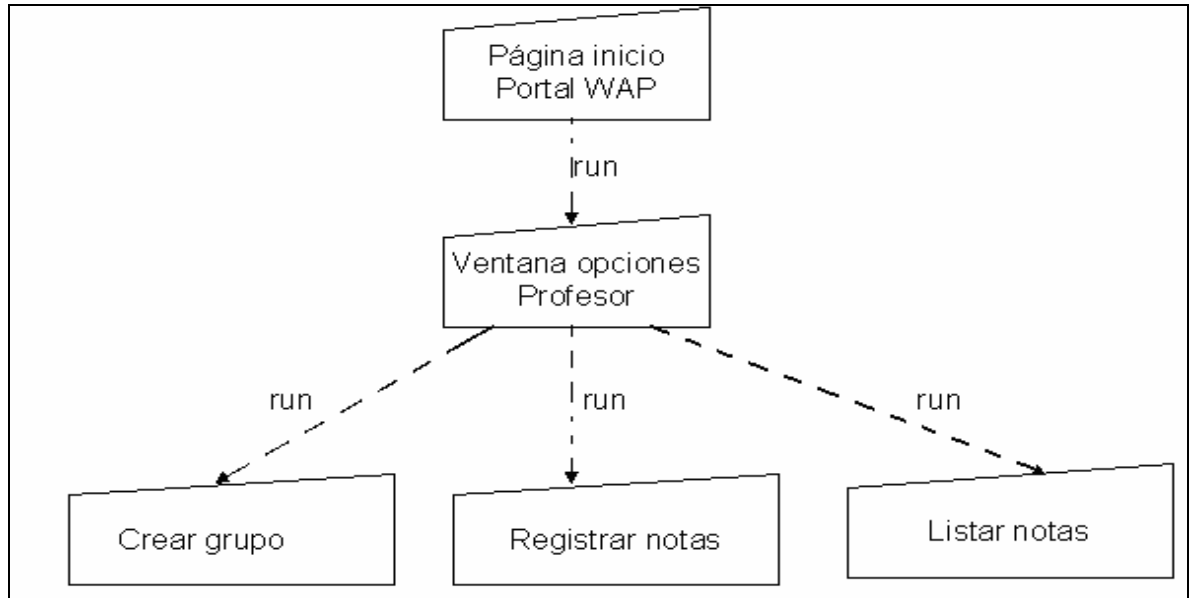 Página inicio
Portal WAP
run
Ventana opciones
Profesor
run
run
run
Crear grupo
Registrar notas
Listar notas